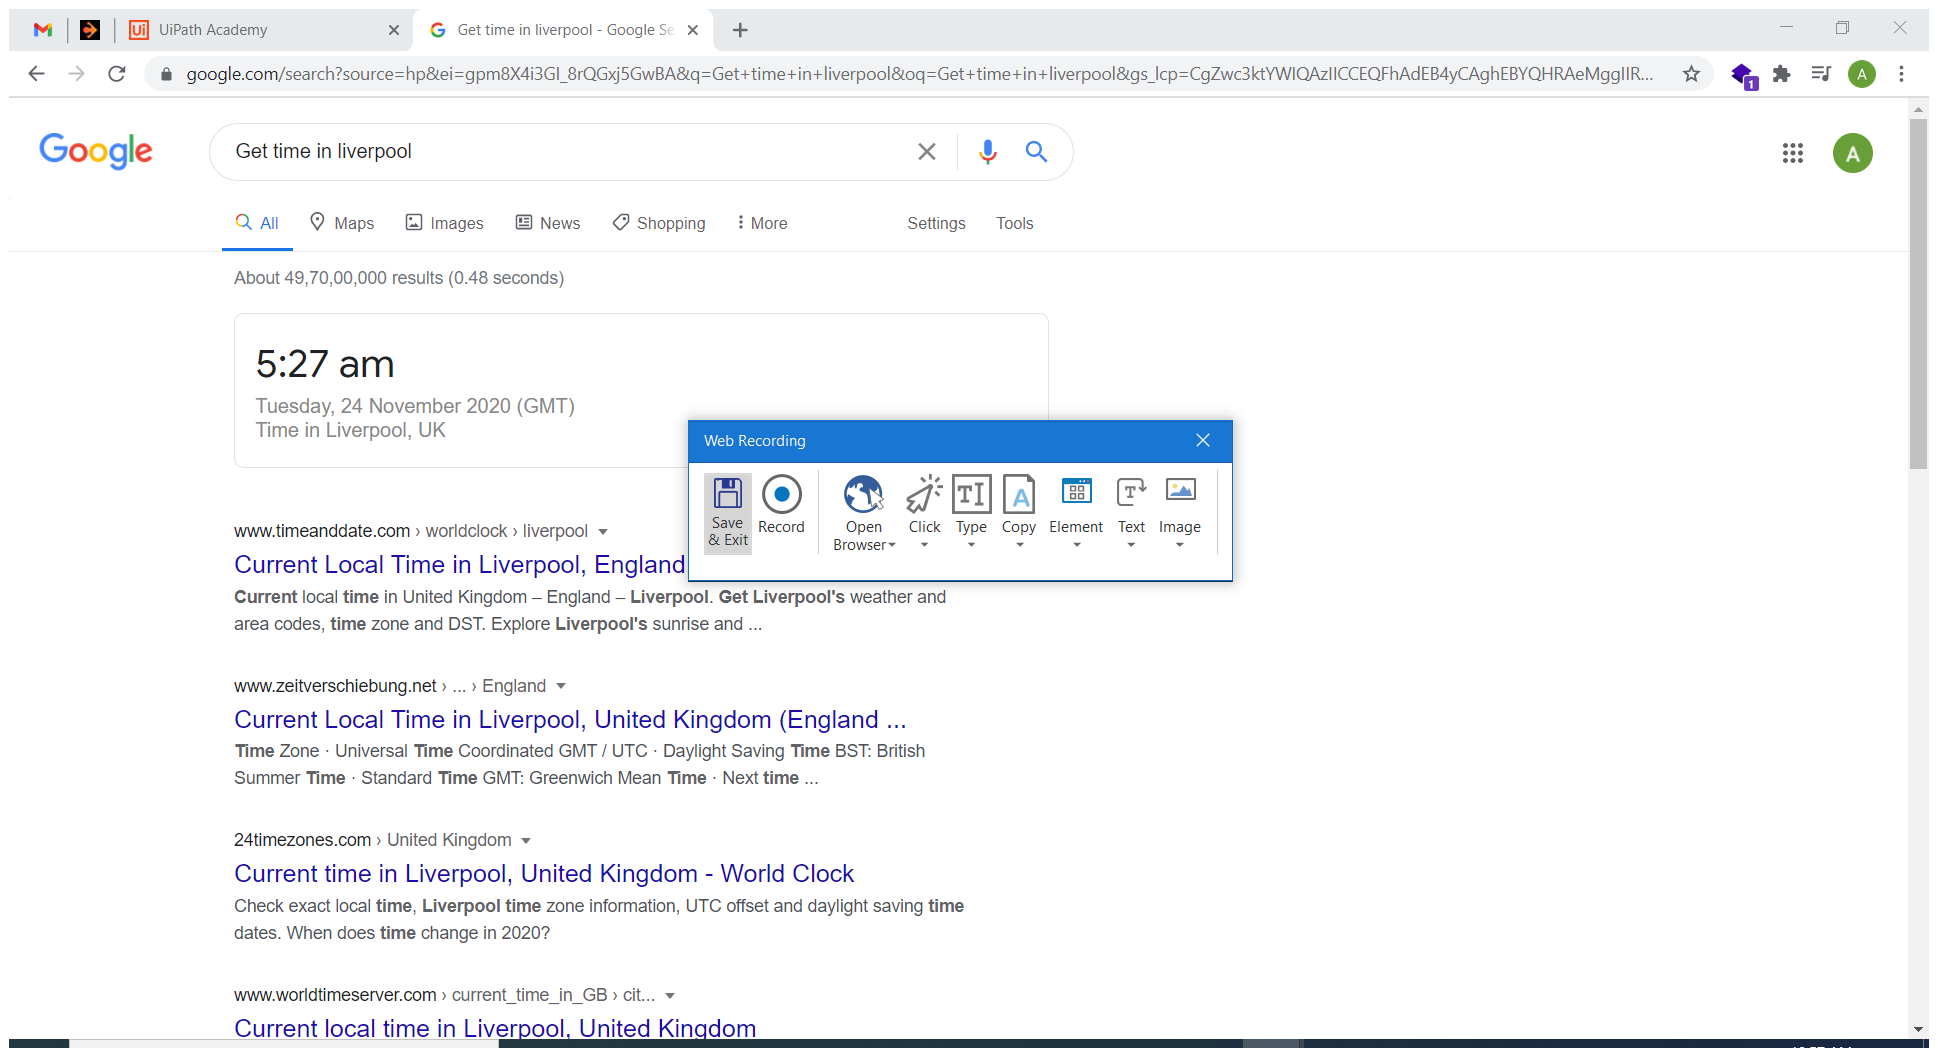 UiPath Academy
Get time in liverpool - Google Se
google.com/search?source=hp&ei=gpm8X4i3GI_8rQGxj5GwBA&q=Get+time+in+liverpool&oq=Get+time+in+liverpool&gs_lcp=CgZwc3ktYWIQAzIICCEQFhAdEB4yCAghEBYQHRAeMggIIR...
1
A
Google
Get time in liverpool
A
All
Maps
Images
News
Shopping
More
Settings
Tools
About 49,70,00,000 results (0.48 seconds)
5:27 am
Tuesday, 24 November 2020 (GMT)
Time in Liverpool, UK
Web Recording
Save & Exit
Record
Open Browser
Click
Type
Copy
Element
Text
Image
www.timeanddate.com › worldclock › liverpool
Current Local Time in Liverpool, England
Current local time in United Kingdom – England – Liverpool. Get Liverpool's weather and
area codes, time zone and DST. Explore Liverpool's sunrise and ...
www.zeitverschiebung.net › ... › England
Current Local Time in Liverpool, United Kingdom (England ...
Time Zone · Universal Time Coordinated GMT / UTC · Daylight Saving Time BST: British
Summer Time · Standard Time GMT: Greenwich Mean Time · Next time ...
24timezones.com › United Kingdom
Current time in Liverpool, United Kingdom - World Clock
Check exact local time, Liverpool time zone information, UTC offset and daylight saving time
dates. When does time change in 2020?
www.worldtimeserver.com › current_time_in_GB › cit...
Current local time in Liverpool, United Kingdom